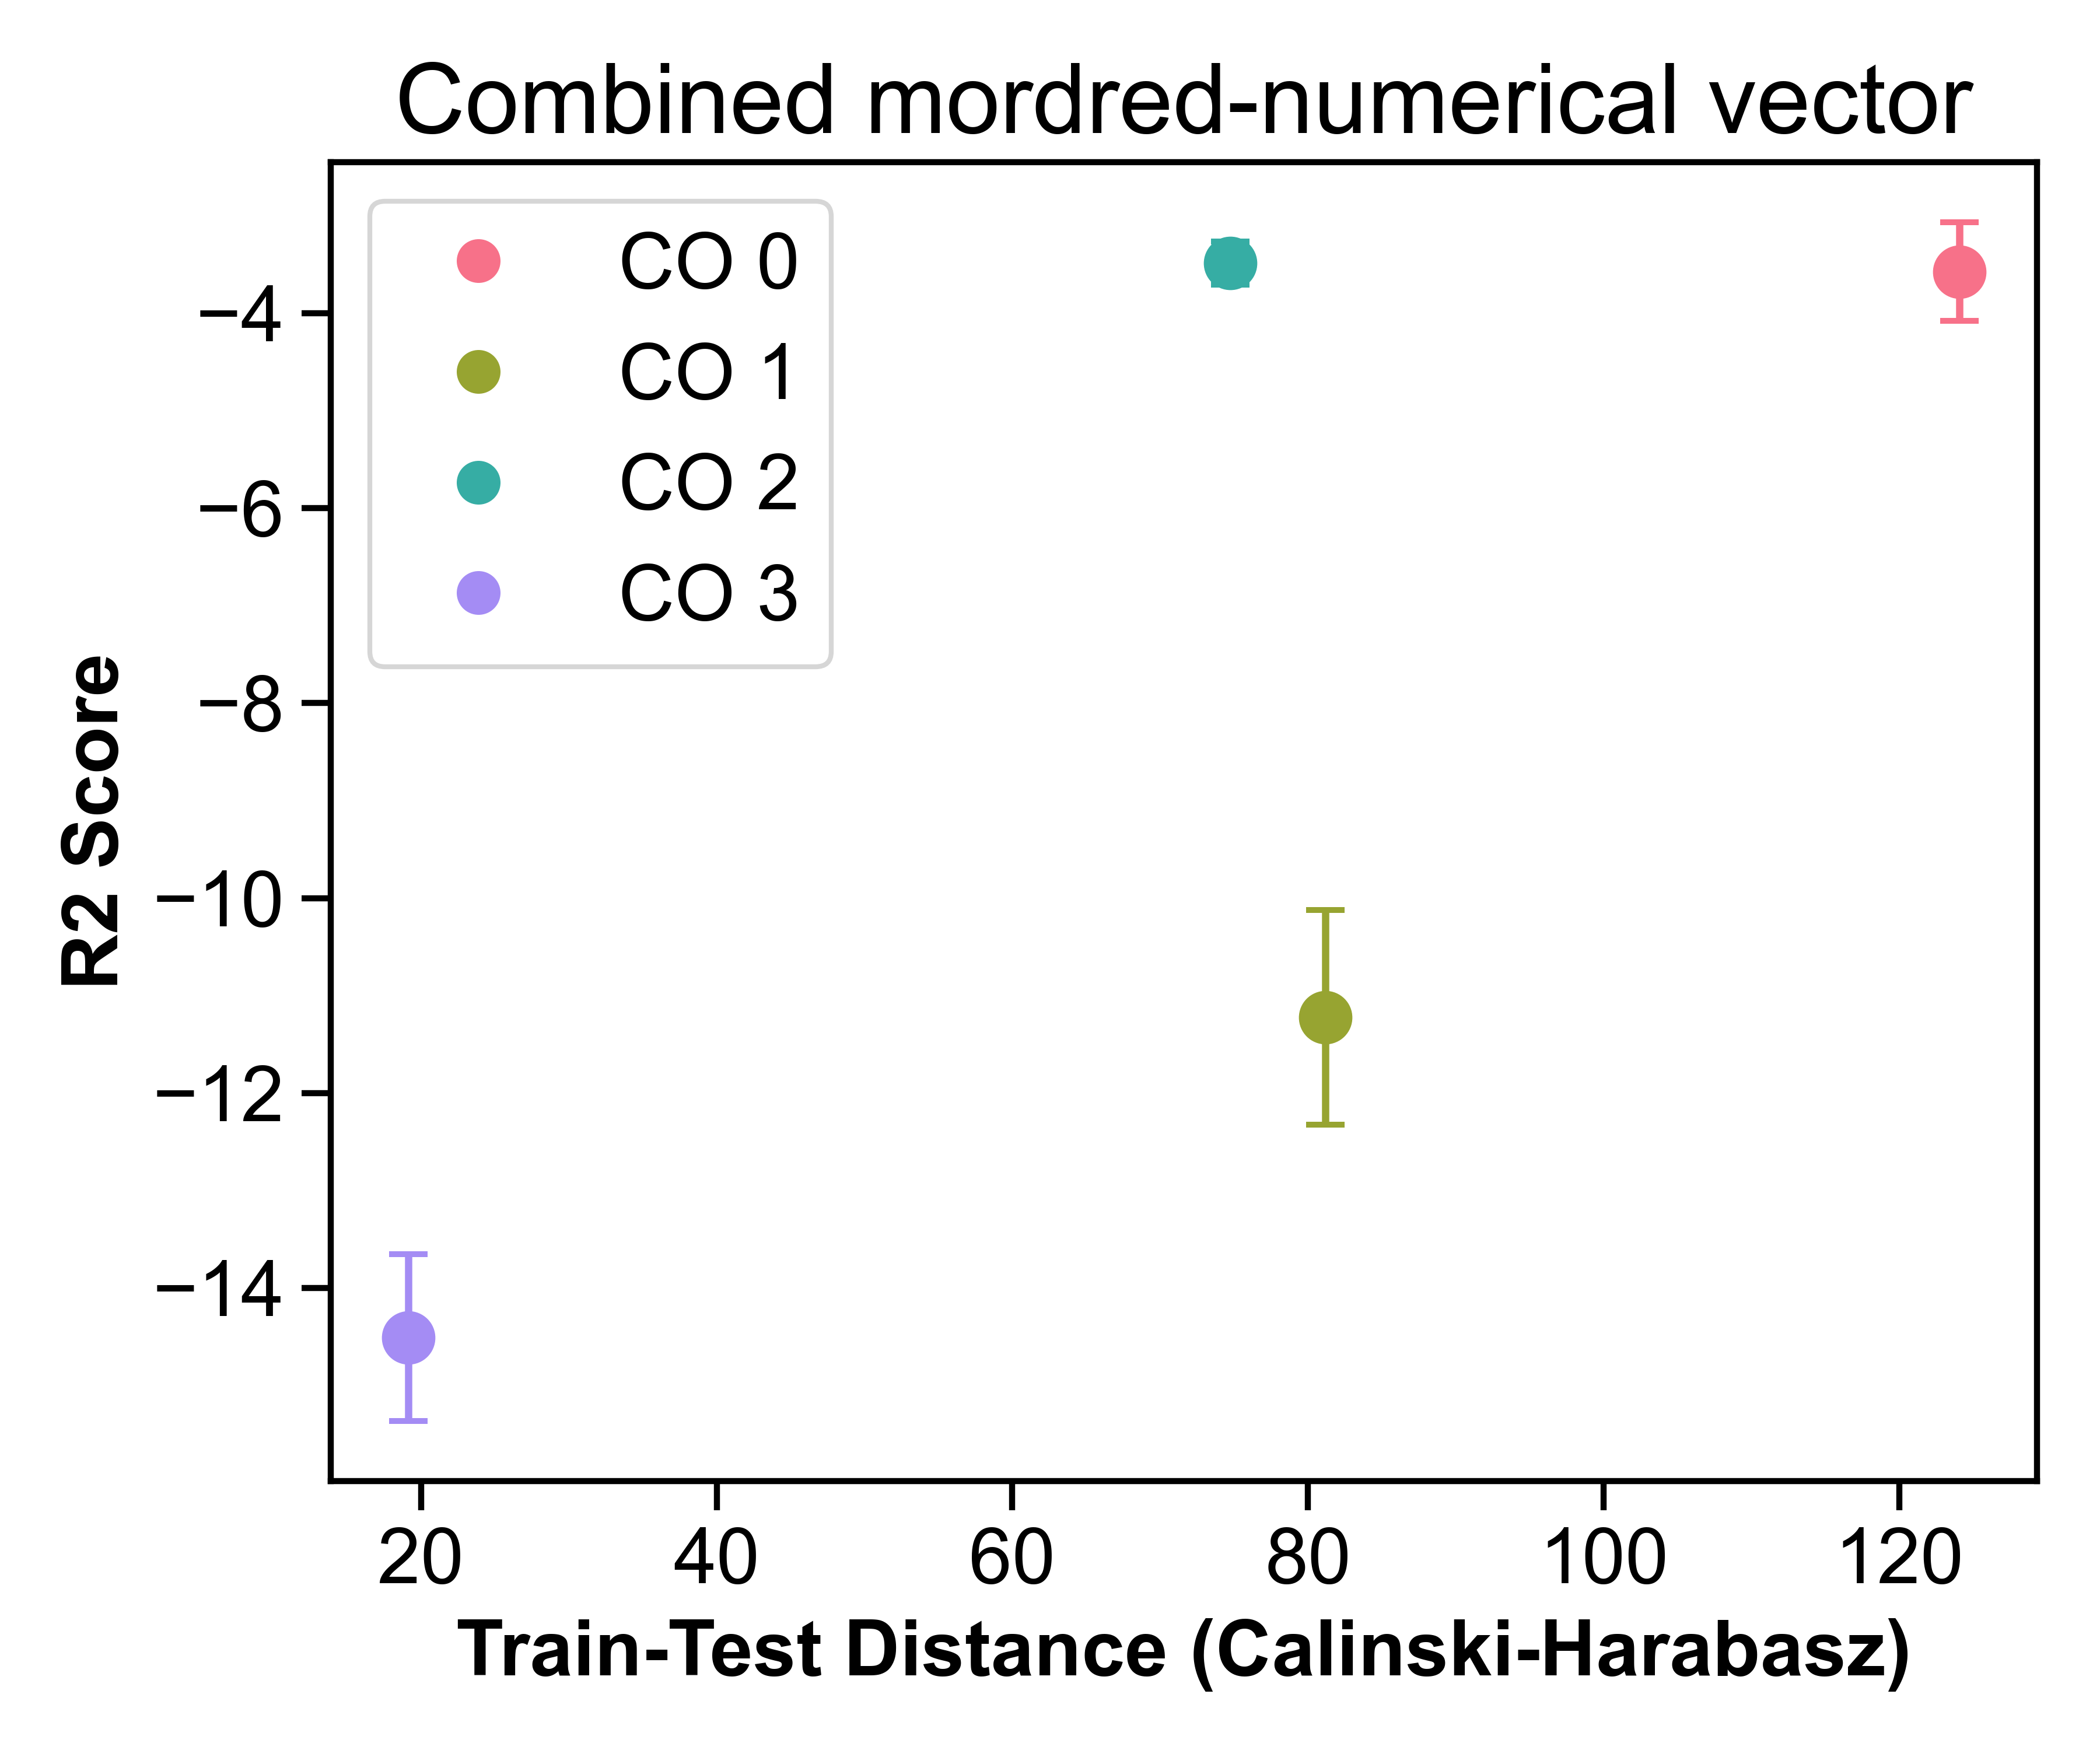 Combined mordred-numerical vector
CO 0
CO 1
CO 2
CO 3
R2 Score
−4
−6
−8
−10
−12
−14
20 40 60 80 100 120
Train-Test Distance (Calinski-Harabasz)